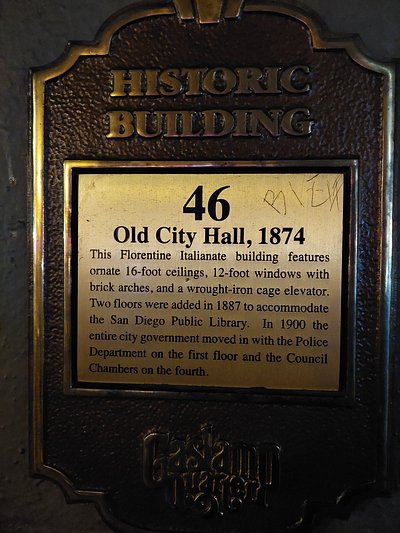 HISTORIC
BUILDING
46
Old City Hall, 1874
This Florentine Italianate building features
ornate 16-foot ceilings, 12-foot windows with
brick arches, and a wrought-iron cage elevator.
Two floors were added in 1887 to accommodate
the San Diego Public Library. In 1900 the
entire city government moved in with the Police
Department on the first floor and the Council
Chambers on the fourth.
Gaslamp
Quarter